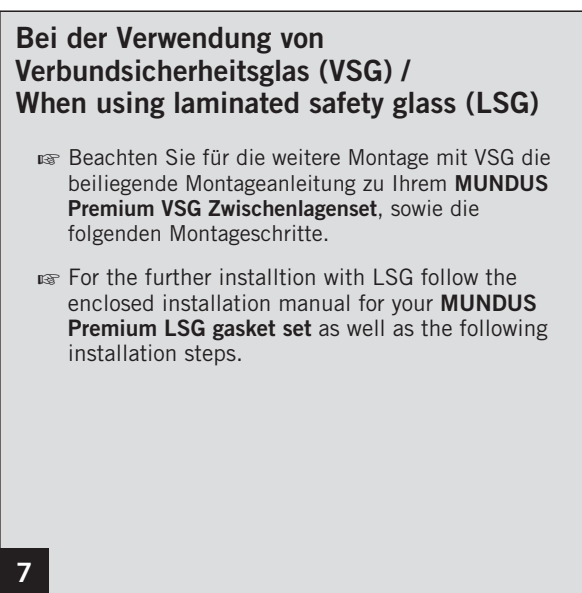 Bei der Verwendung von
Verbundsicherheitsglas (VSG) /
When using laminated safety glass (LSG)
☞ Beachten Sie für die weitere Montage mit VSG die
beiliegende Montageanleitung zu Ihrem MUNDUS
Premium VSG Zwischenlagenset, sowie die
folgenden Montageschritte.
☞ For the further installtion with LSG follow the
enclosed installation manual for your MUNDUS
Premium LSG gasket set as well as the following
installation steps.
7